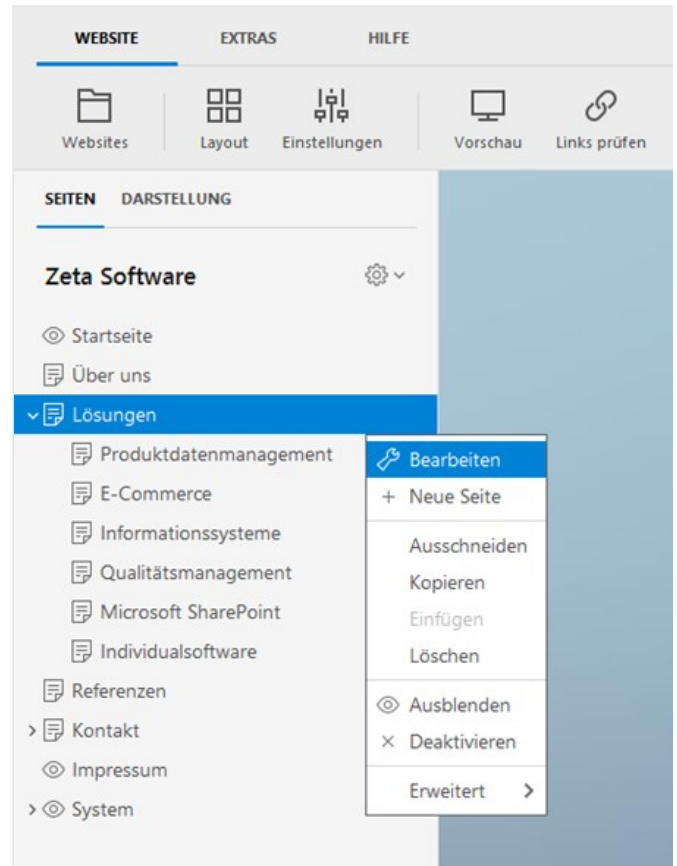 WEBSITE EXTRAS HILFE
Websites Layout Einstellungen Vorschau Links prüfen
SEITEN DARSTELLUNG
Zeta Software
Startseite
Über uns
Lösungen
Produktdatenmanagement
E-Commerce
Informationssysteme
Qualitätsmanagement
Microsoft SharePoint
Individualsoftware
Referenzen
Kontakt
Impressum
System
Bearbeiten
Neue Seite
Ausschneiden
Kopieren
Einfügen
Löschen
Ausblenden
Deaktivieren
Erweitert